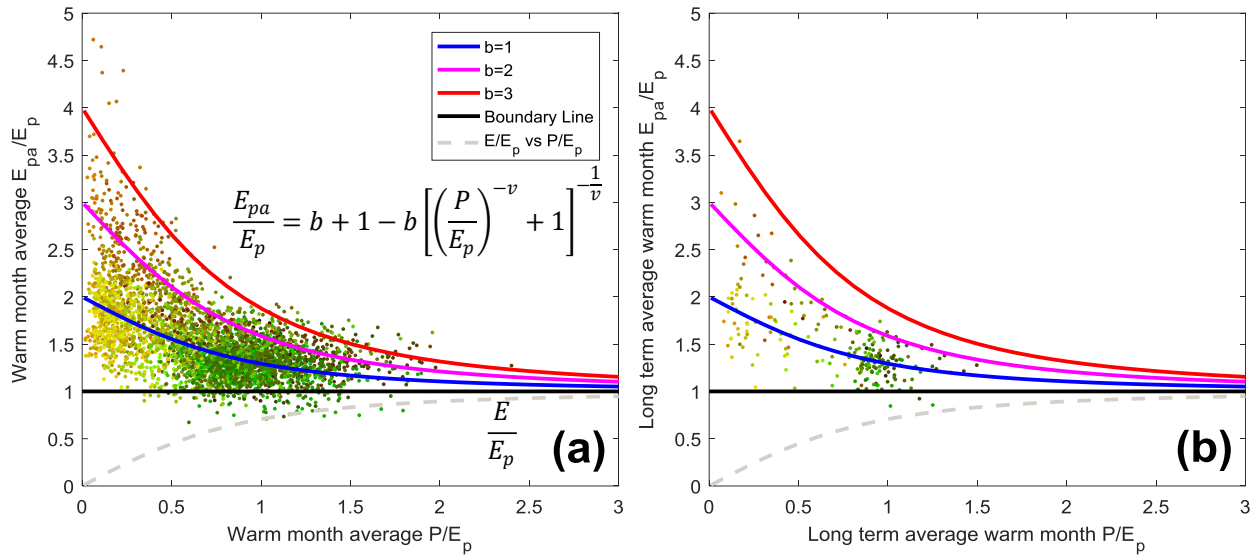 Warm month average E_pa/E_p
5
4.5
4
3.5
3
2.5
2
1.5
1
0.5
0
b=1
b=2
b=3
Boundary Line
E/E_p vs P/E_p
E_pa/E_p = b + 1 − b[(P/E_p)^−v + 1]^−1/v
E/E_p
(a)
0 0.5 1 1.5 2 2.5 3
Warm month average P/E_p
Long term average warm month E_pa/E_p
5
4.5
4
3.5
3
2.5
2
1.5
1
0.5
0
(b)
0 0.5 1 1.5 2 2.5 3
Long term average warm month P/E_p